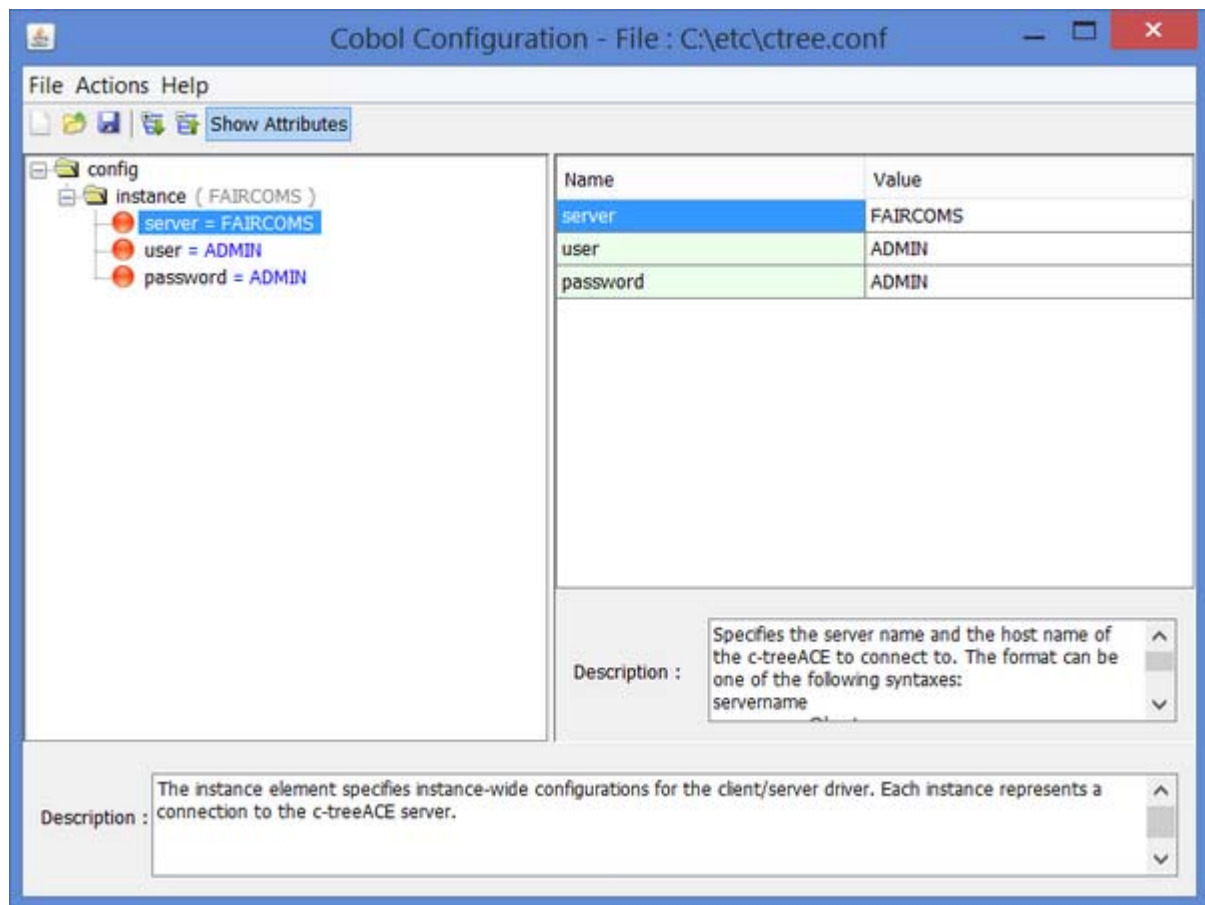 Cobol Configuration - File : C:\etc\ctree.conf
File Actions Help
Show Attributes
config
instance ( FAIRCOMS )
server = FAIRCOMS
user = ADMIN
password = ADMIN
Name Value
server FAIRCOMS
user ADMIN
password ADMIN
Description :
Specifies the server name and the host name of
the c-treeACE to connect to. The format can be
one of the following syntaxes:
servername
Description :
The instance element specifies instance-wide configurations for the client/server driver. Each instance represents a
connection to the c-treeACE server.